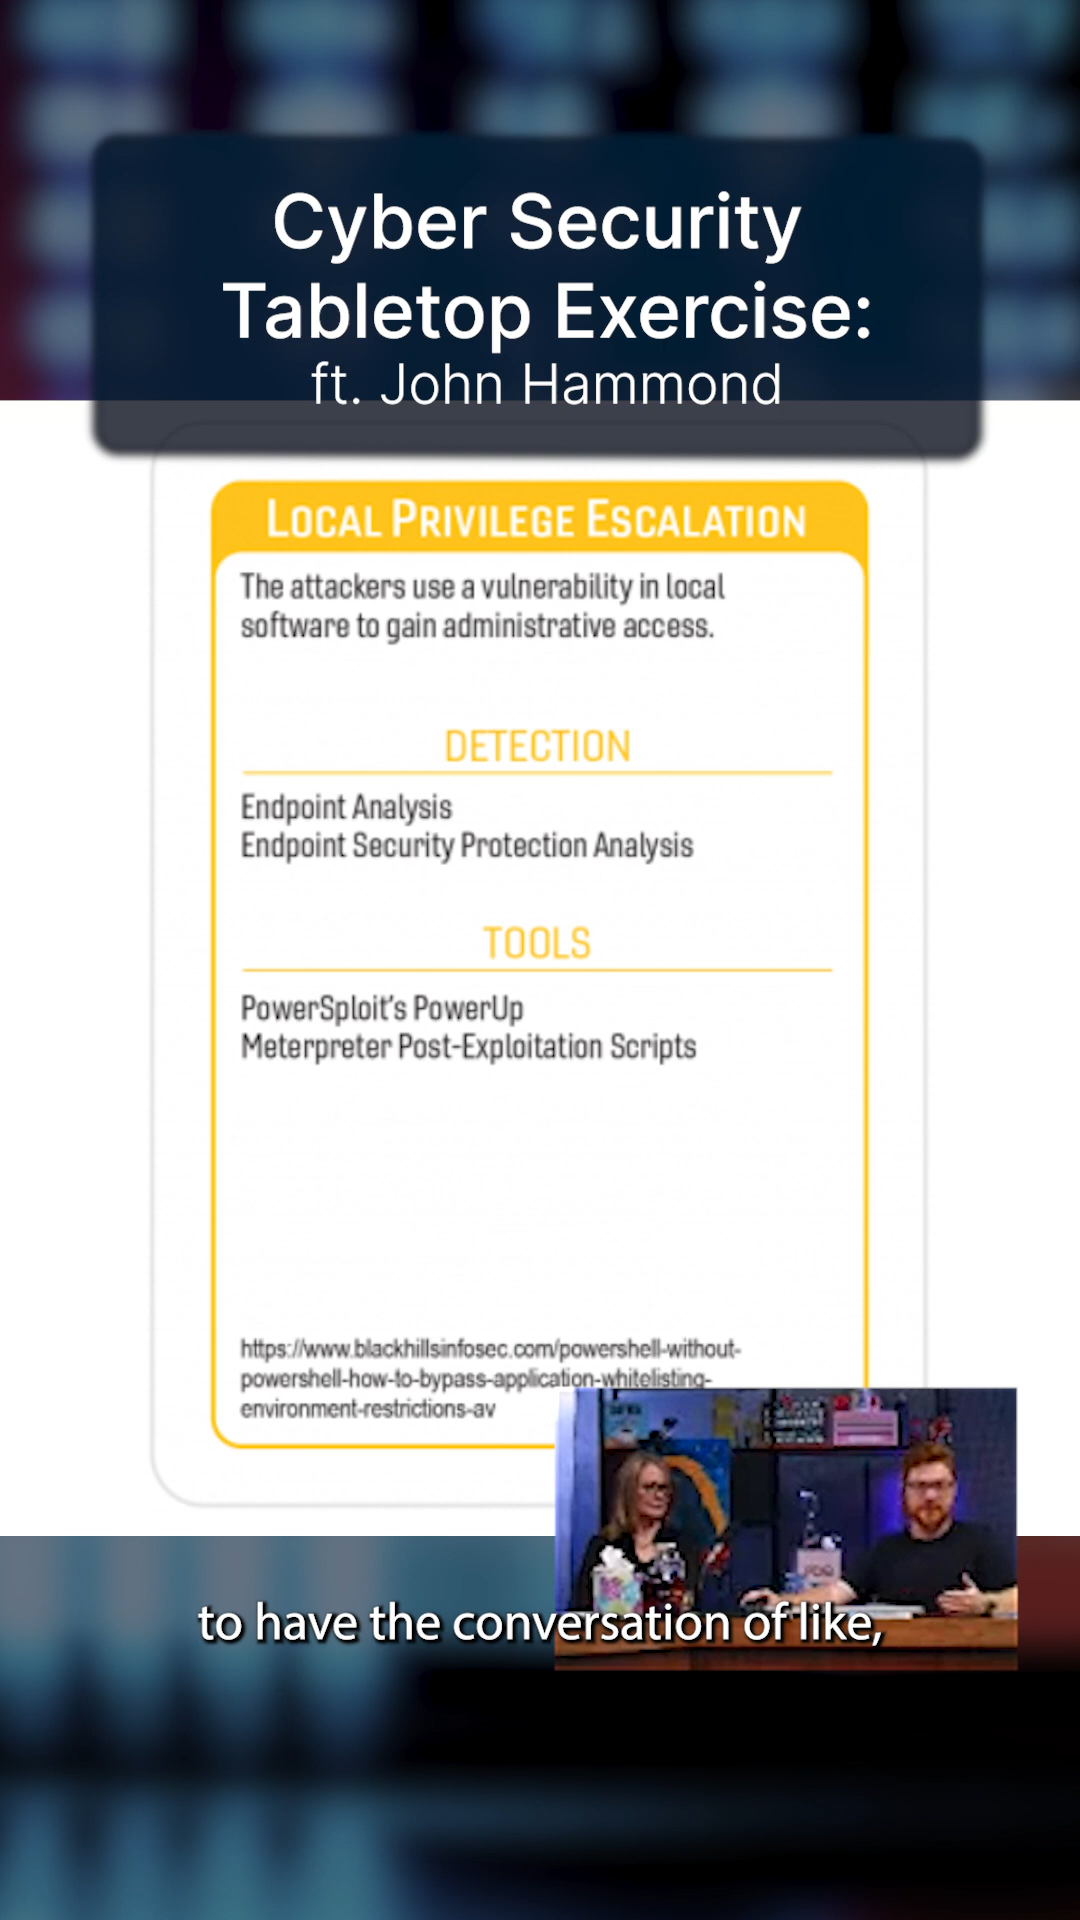 Cyber Security
Tabletop Exercise:
ft. John Hammond
LOCAL PRIVILEGE ESCALATION
The attackers use a vulnerability in local
software to gain administrative access.
DETECTION
Endpoint Analysis
Endpoint Security Protection Analysis
TOOLS
PowerSploit's PowerUp
Meterpreter Post-Exploitation Scripts
https://www.blackhillsinfosec.com/powershell-without-
powershell-how-to-bypass-application-whitelisting-
environment-restrictions-av
to have the conversation of like,